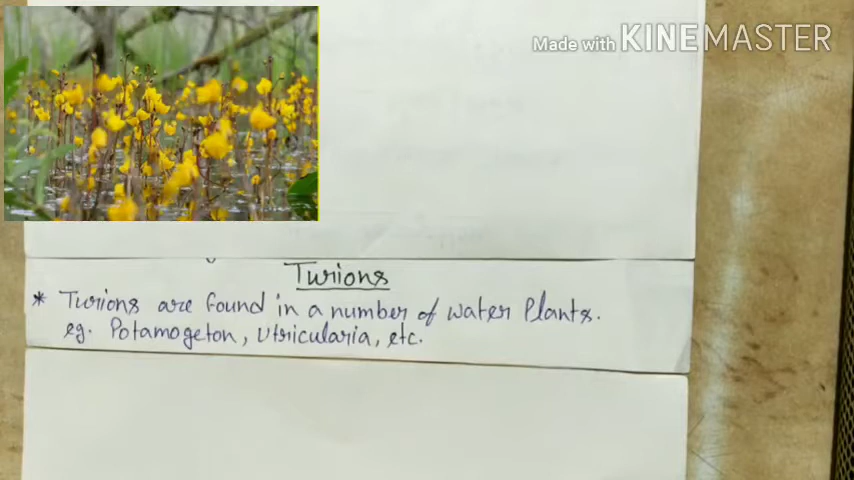 Made with KINEMASTER
Turions
* Turions are found in a number of water Plants.
eg. Potamogeton, Utricularia, etc.